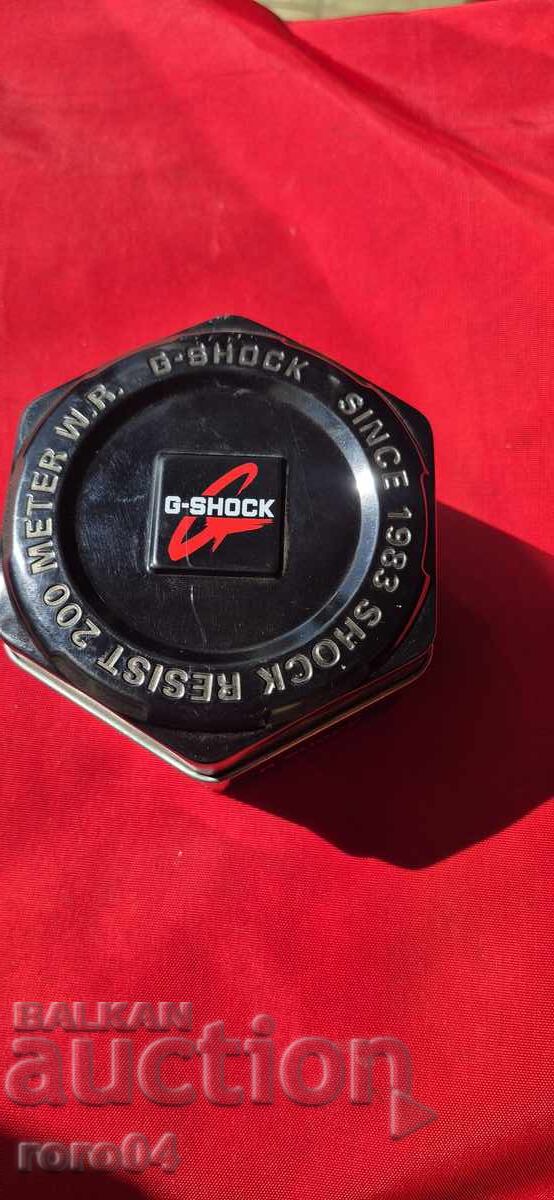 G-SHOCK SINCE 1983 SHOCK RESIST 200 METER W.R.
G-SHOCK
BALKAN
auction
roro04